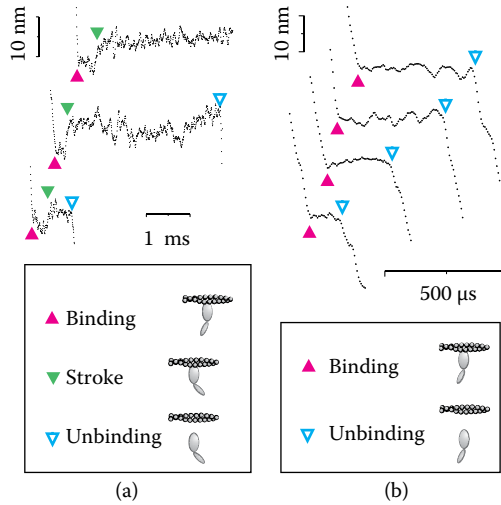 10 nm
1 ms
Binding
Stroke
Unbinding
(a)
10 nm
500 µs
Binding
Unbinding
(b)